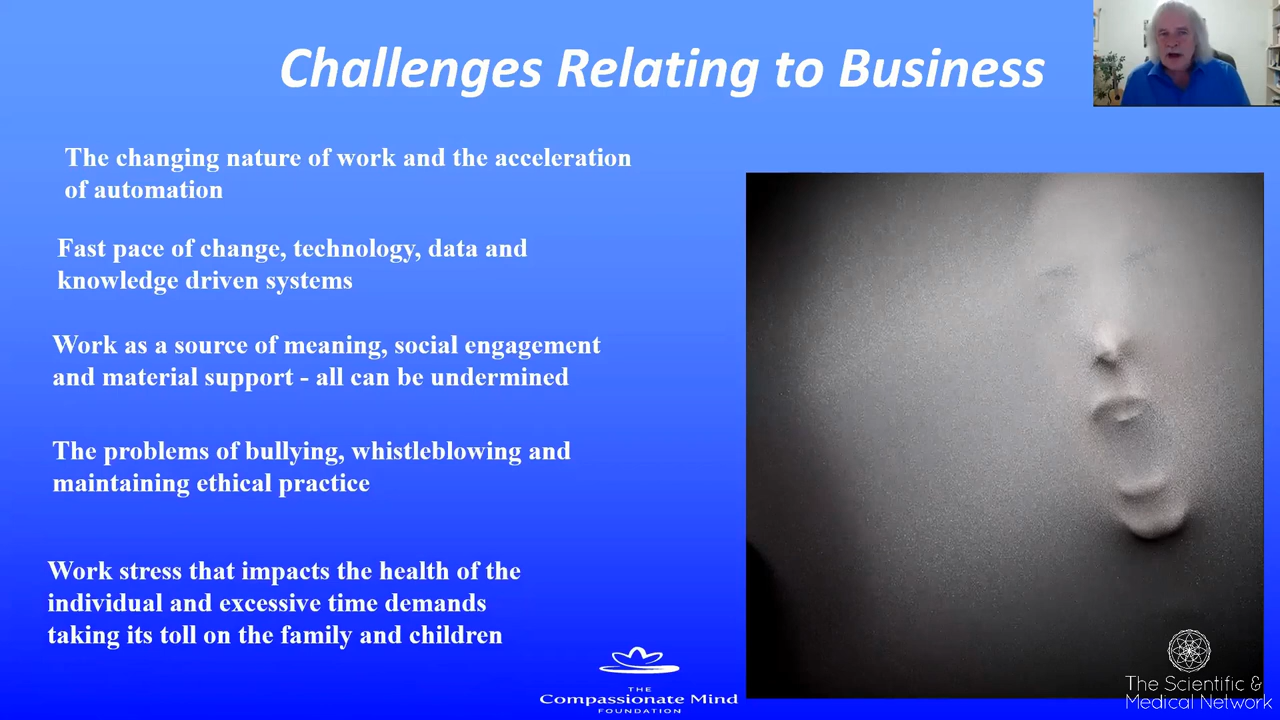 Challenges Relating to Business
The changing nature of work and the acceleration
of automation
Fast pace of change, technology, data and
knowledge driven systems
Work as a source of meaning, social engagement
and material support - all can be undermined
The problems of bullying, whistleblowing and
maintaining ethical practice
Work stress that impacts the health of the
individual and excessive time demands
taking its toll on the family and children
THE
Compassionate Mind
FOUNDATION
The Scientific &
Medical Network